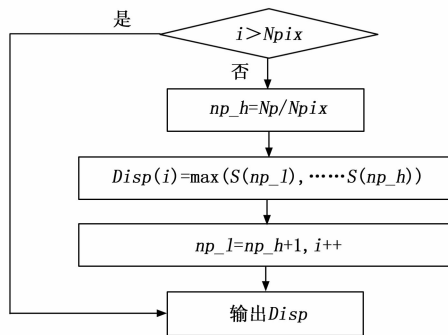 是
i>Npix
否
np_h=Np/Npix
Disp(i)=max(S(np_l),……S(np_h))
np_l=np_h+1,i++
输出Disp